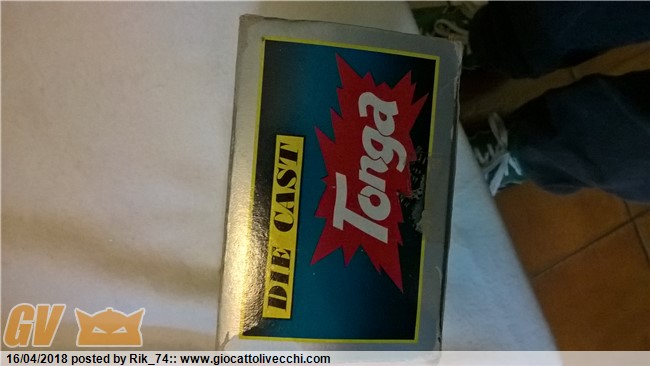 Tonga
DIE CAST
GV
16/04/2018 posted by Rik_74:: www.giocattolivecchi.com